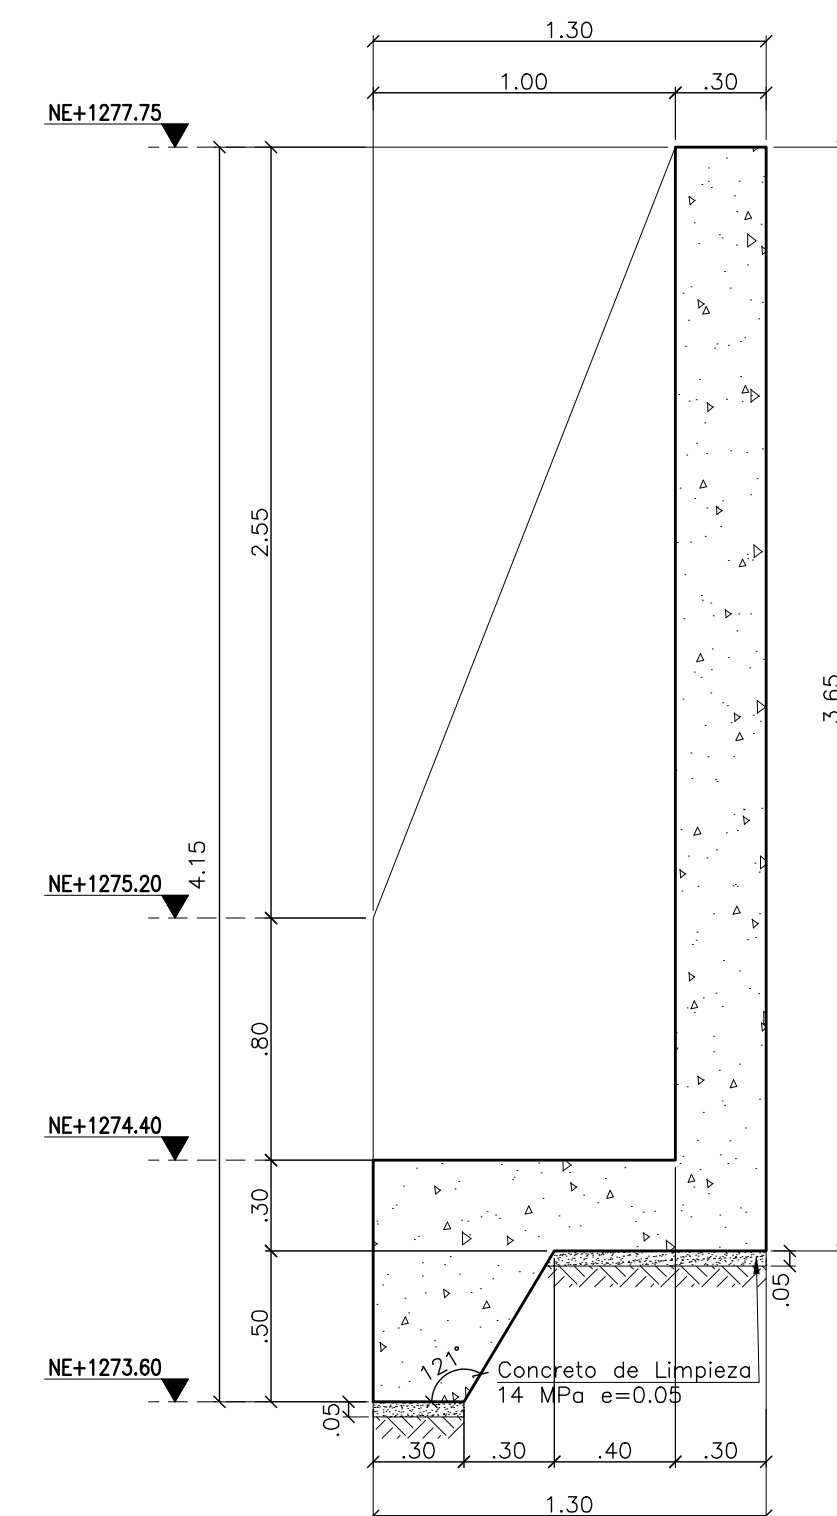 1.30
1.00
.30
NE+1277.75
2.55
3.65
4.15
NE+1275.20
.80
NE+1274.40
.30
.50
.05
NE+1273.60
121°
Concreto de Limpieza
14 MPa e=0.05
.05
.30
.30
.40
.30
1.30